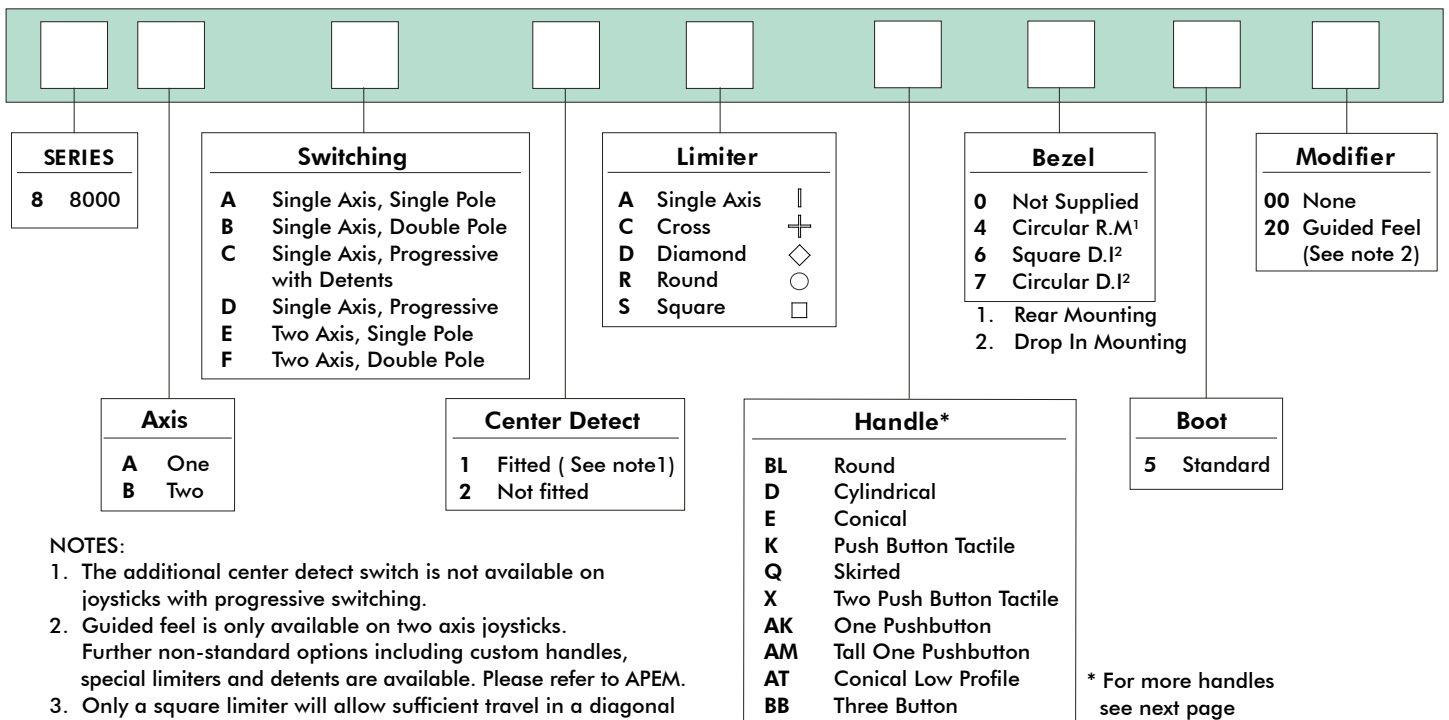 SERIES
8 8000
Switching
A Single Axis, Single Pole
B Single Axis, Double Pole
C Single Axis, Progressive
with Detents
D Single Axis, Progressive
E Two Axis, Single Pole
F Two Axis, Double Pole
Limiter
A Single Axis
C Cross
D Diamond
R Round
S Square
Bezel
0 Not Supplied
4 Circular R.M¹
6 Square D.I²
7 Circular D.I²
1. Rear Mounting
2. Drop In Mounting
Modifier
00 None
20 Guided Feel
(See note 2)
Axis
A One
B Two
Center Detect
1 Fitted ( See note1)
2 Not fitted
Handle*
BL Round
D Cylindrical
E Conical
K Push Button Tactile
Q Skirted
X Two Push Button Tactile
AK One Pushbutton
AM Tall One Pushbutton
AT Conical Low Profile
BB Three Button
Boot
5 Standard
* For more handles
see next page
NOTES:
1. The additional center detect switch is not available on
joysticks with progressive switching.
2. Guided feel is only available on two axis joysticks.
Further non-standard options including custom handles,
special limiters and detents are available. Please refer to APEM.
3. Only a square limiter will allow sufficient travel in a diagonal